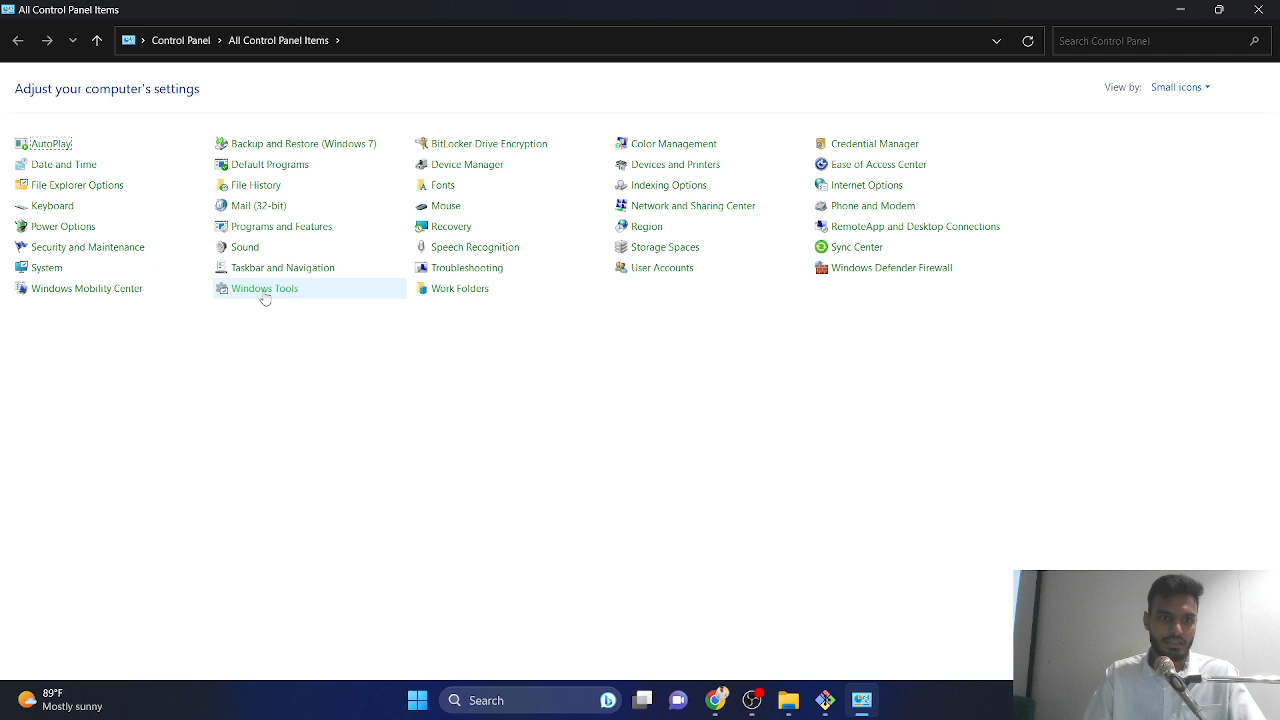 All Control Panel Items
Control Panel > All Control Panel Items >
Search Control Panel
Adjust your computer's settings
View by: Small icons
AutoPlay
Backup and Restore (Windows 7)
BitLocker Drive Encryption
Color Management
Credential Manager
Date and Time
Default Programs
Device Manager
Devices and Printers
Ease of Access Center
File Explorer Options
File History
Fonts
Indexing Options
Internet Options
Keyboard
Mail (32-bit)
Mouse
Network and Sharing Center
Phone and Modem
Power Options
Programs and Features
Recovery
Region
RemoteApp and Desktop Connections
Security and Maintenance
Sound
Speech Recognition
Storage Spaces
Sync Center
System
Taskbar and Navigation
Troubleshooting
User Accounts
Windows Defender Firewall
Windows Mobility Center
Windows Tools
Work Folders
89°F
Mostly sunny
Search